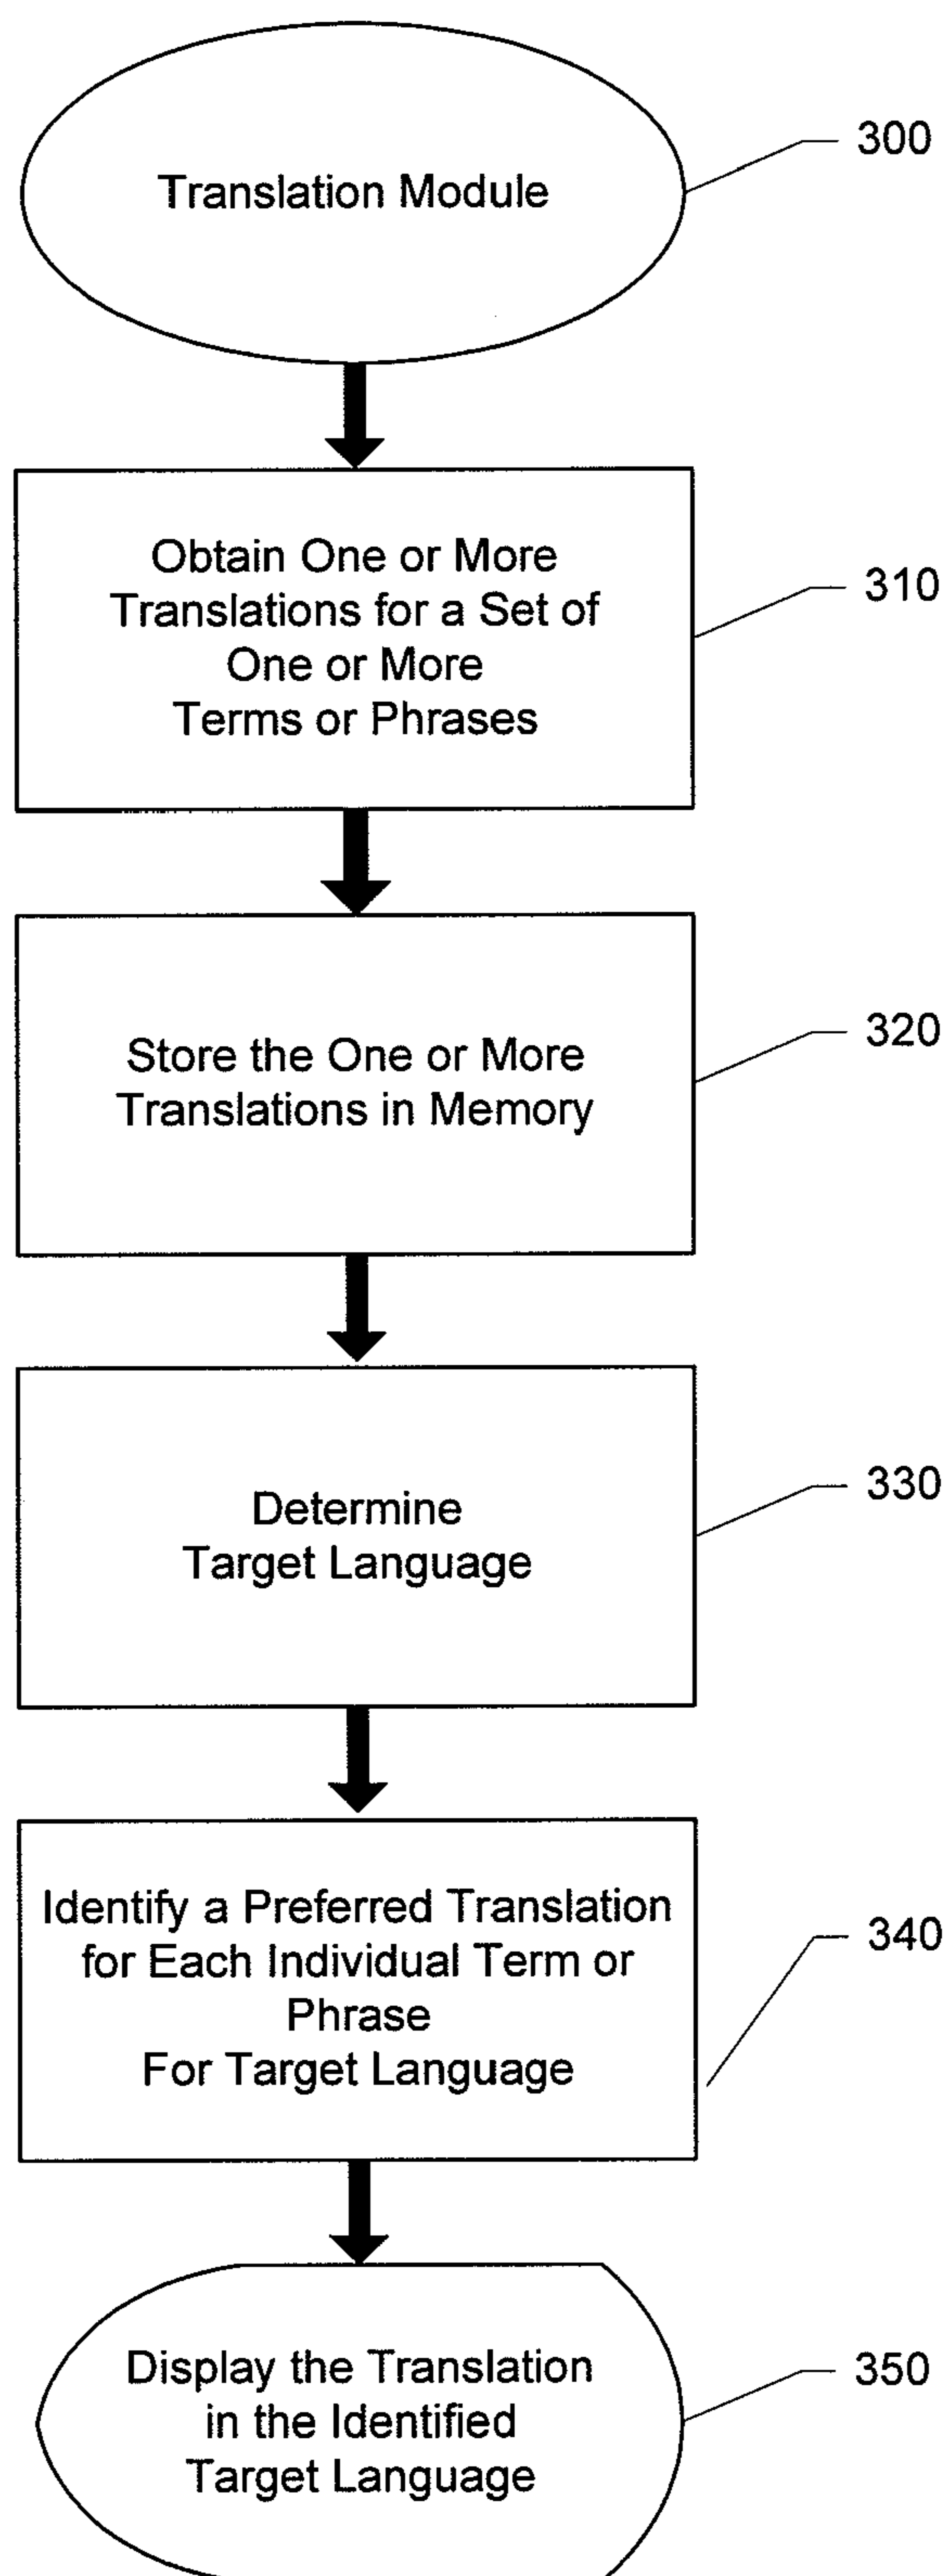 Translation Module
300
Obtain One or More
Translations for a Set of
One or More
Terms or Phrases
310
Store the One or More
Translations in Memory
320
Determine
Target Language
330
Identify a Preferred Translation
for Each Individual Term or
Phrase
For Target Language
340
Display the Translation
in the Identified
Target Language
350